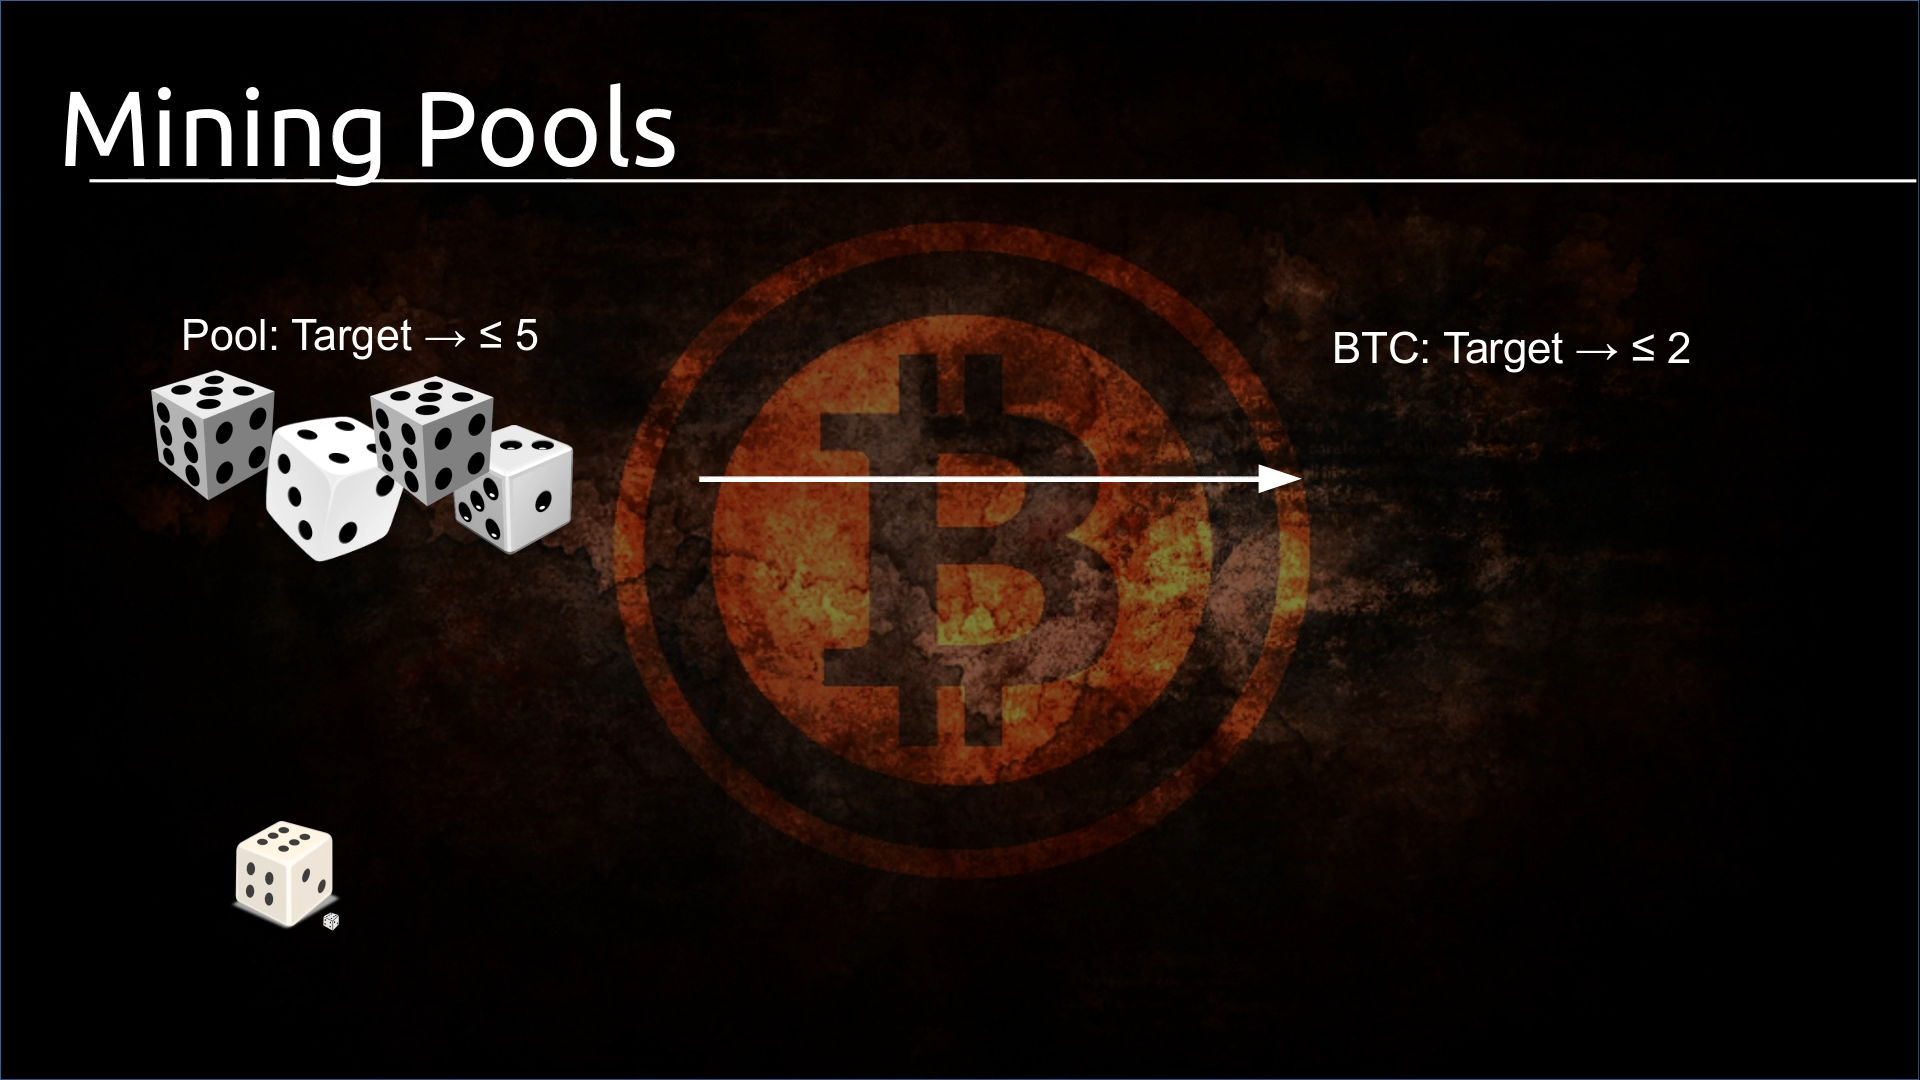 Mining Pools
Pool: Target → ≤ 5
BTC: Target → ≤ 2